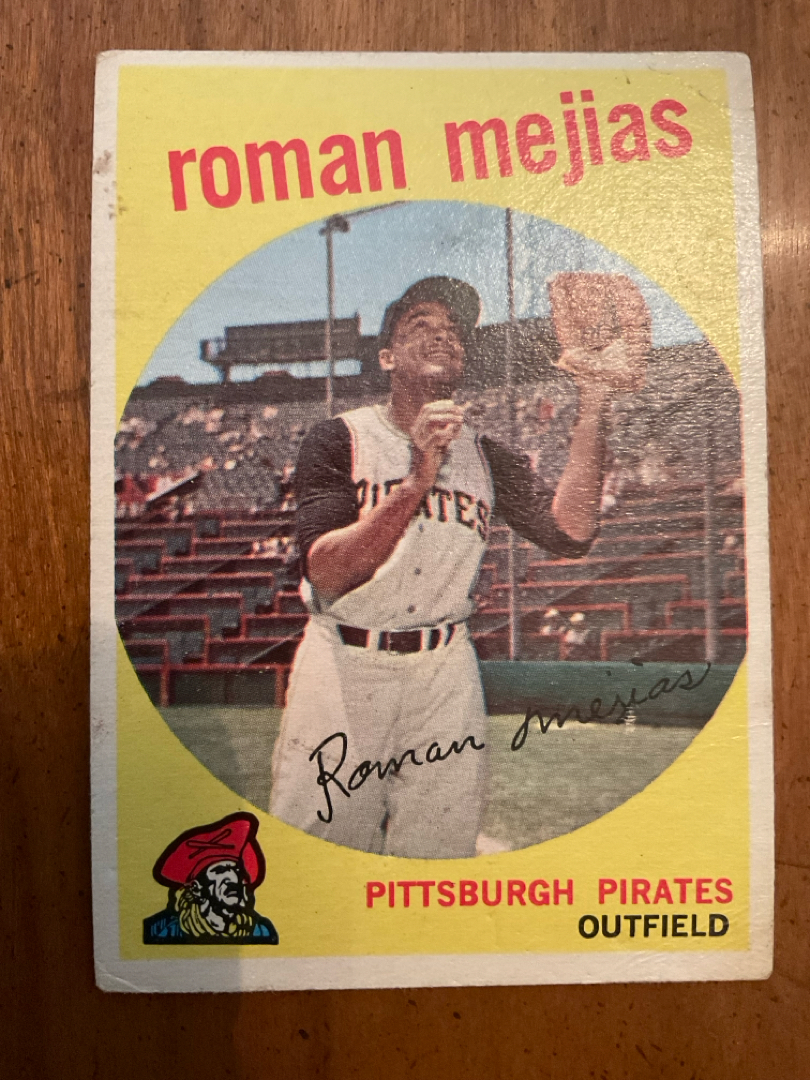 roman mejias
PIRATES
Roman Mejias
PITTSBURGH PIRATES
OUTFIELD